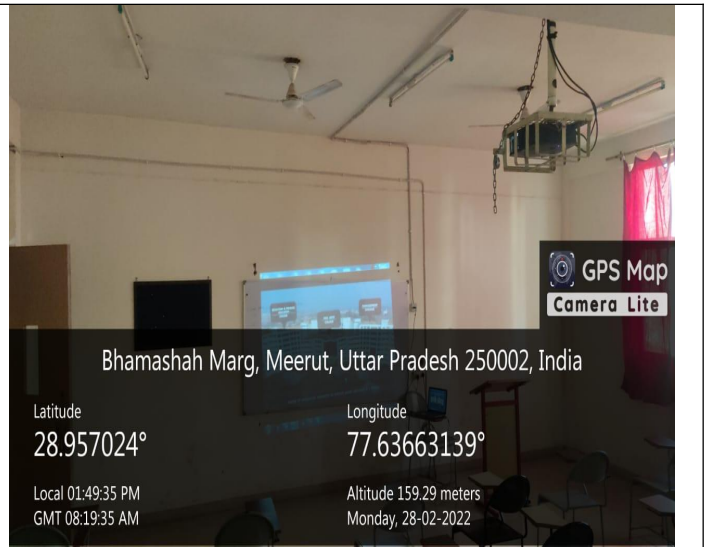 GPS Map
Camera Lite
Bhamashah Marg, Meerut, Uttar Pradesh 250002, India
Latitude
28.957024°
Longitude
77.63663139°
Local 01:49:35 PM
GMT 08:19:35 AM
Altitude 159.29 meters
Monday, 28-02-2022